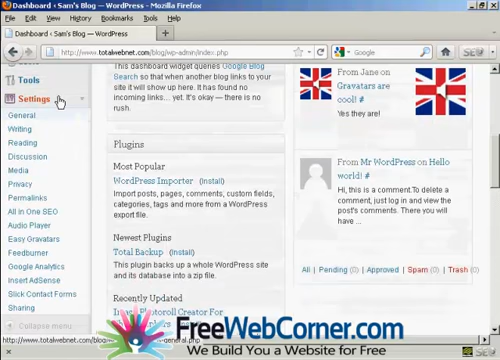 Dashboard ‹ Sam's Blog — WordPress - Mozilla Firefox
File Edit View History Bookmarks Tools Help
Dashboard ‹ Sam's Blog — WordPress
http://www.totalwebnet.com/blog/wp-admin/index.php
Google
Tools
Settings
General
Writing
Reading
Discussion
Media
Privacy
Permalinks
All in One SEO
Audio Player
Easy Gravatars
Feedburner
Google Analytics
Insert AdSense
Slick Contact Forms
Sharing
Collapse menu
This dashboard widget queries
Google Blog
Search so that when another blog links to your
site it will show up here. It has found no
incoming links… yet. It's okay — there is no
rush.
Plugins
Most Popular
WordPress Importer (Install)
Import posts, pages, comments, custom fields,
categories, tags and more from a WordPress
export file.
Newest Plugins
Total Backup (Install)
This plugin backs up a whole WordPress site
and its database into a zip file.
Recently Updated
Photoroll Creator For
From Jane on
Gravatars are
cool! #
Yes they are!
From Mr WordPress on Hello
world! #
Hi, this is a comment.To delete a
comment, just log in and view the
post's comments. There you will
have ...
All | Pending (0) | Approved | Spam (0) | Trash (0)
FreeWebCorner.com
We Build You a Website for Free